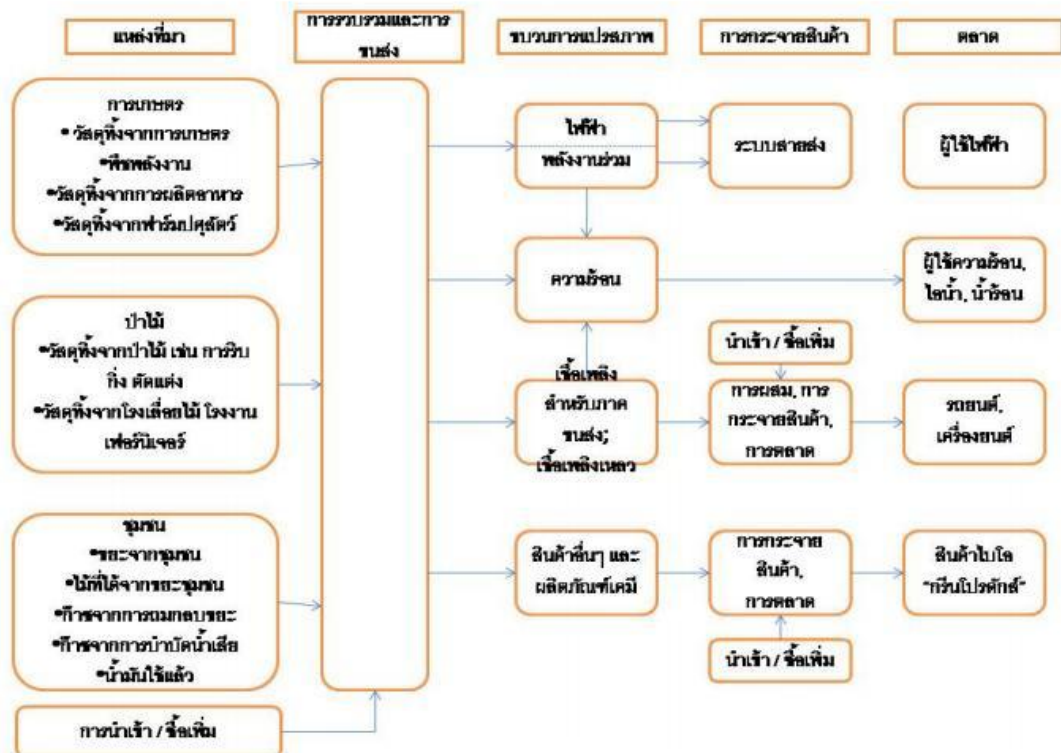 แหล่งที่มา
การรวบรวมและการ
ขนส่ง
ขบวนการแปรสภาพ
การกระจายสินค้า
ตลาด
การเกษตร
• วัสดุทิ้งจากการเกษตร
•พืชพลังงาน
•วัสดุทิ้งจากการผลิตอาหาร
•วัสดุทิ้งจากฟาร์มปศุสัตว์
ป่าไม้
•วัสดุทิ้งจากป่าไม้ เช่น การริบ
กิ่ง ตัดแต่ง
•วัสดุทิ้งจากโรงเลื่อยไม้ โรงงาน
เฟอร์นิเจอร์
ชุมชน
•ขยะจากชุมชน
•ไม้ที่ได้จากขยะชุมชน
•ก๊าซจากการถมกลบขยะ
•ก๊าซจากการบำบัดน้ำเสีย
•น้ำมันใช้แล้ว
การนำเข้า / ซื้อเพิ่ม
ไฟฟ้า
พลังงานร่วม
ระบบสายส่ง
ผู้ใช้ไฟฟ้า
ความร้อน
ผู้ใช้ความร้อน,
ไอน้ำ, น้ำร้อน
นำเข้า / ซื้อเพิ่ม
เชื้อเพลิง
สำหรับภาค
ขนส่ง;
เชื้อเพลิงเหลว
การผสม, การ
กระจายสินค้า,
การตลาด
รถยนต์,
เครื่องยนต์
สินค้าอื่นๆ และ
ผลิตภัณฑ์เคมี
การกระจาย
สินค้า,
การตลาด
สินค้าไบโอ
"กรีนโปรดักส์"
นำเข้า / ซื้อเพิ่ม